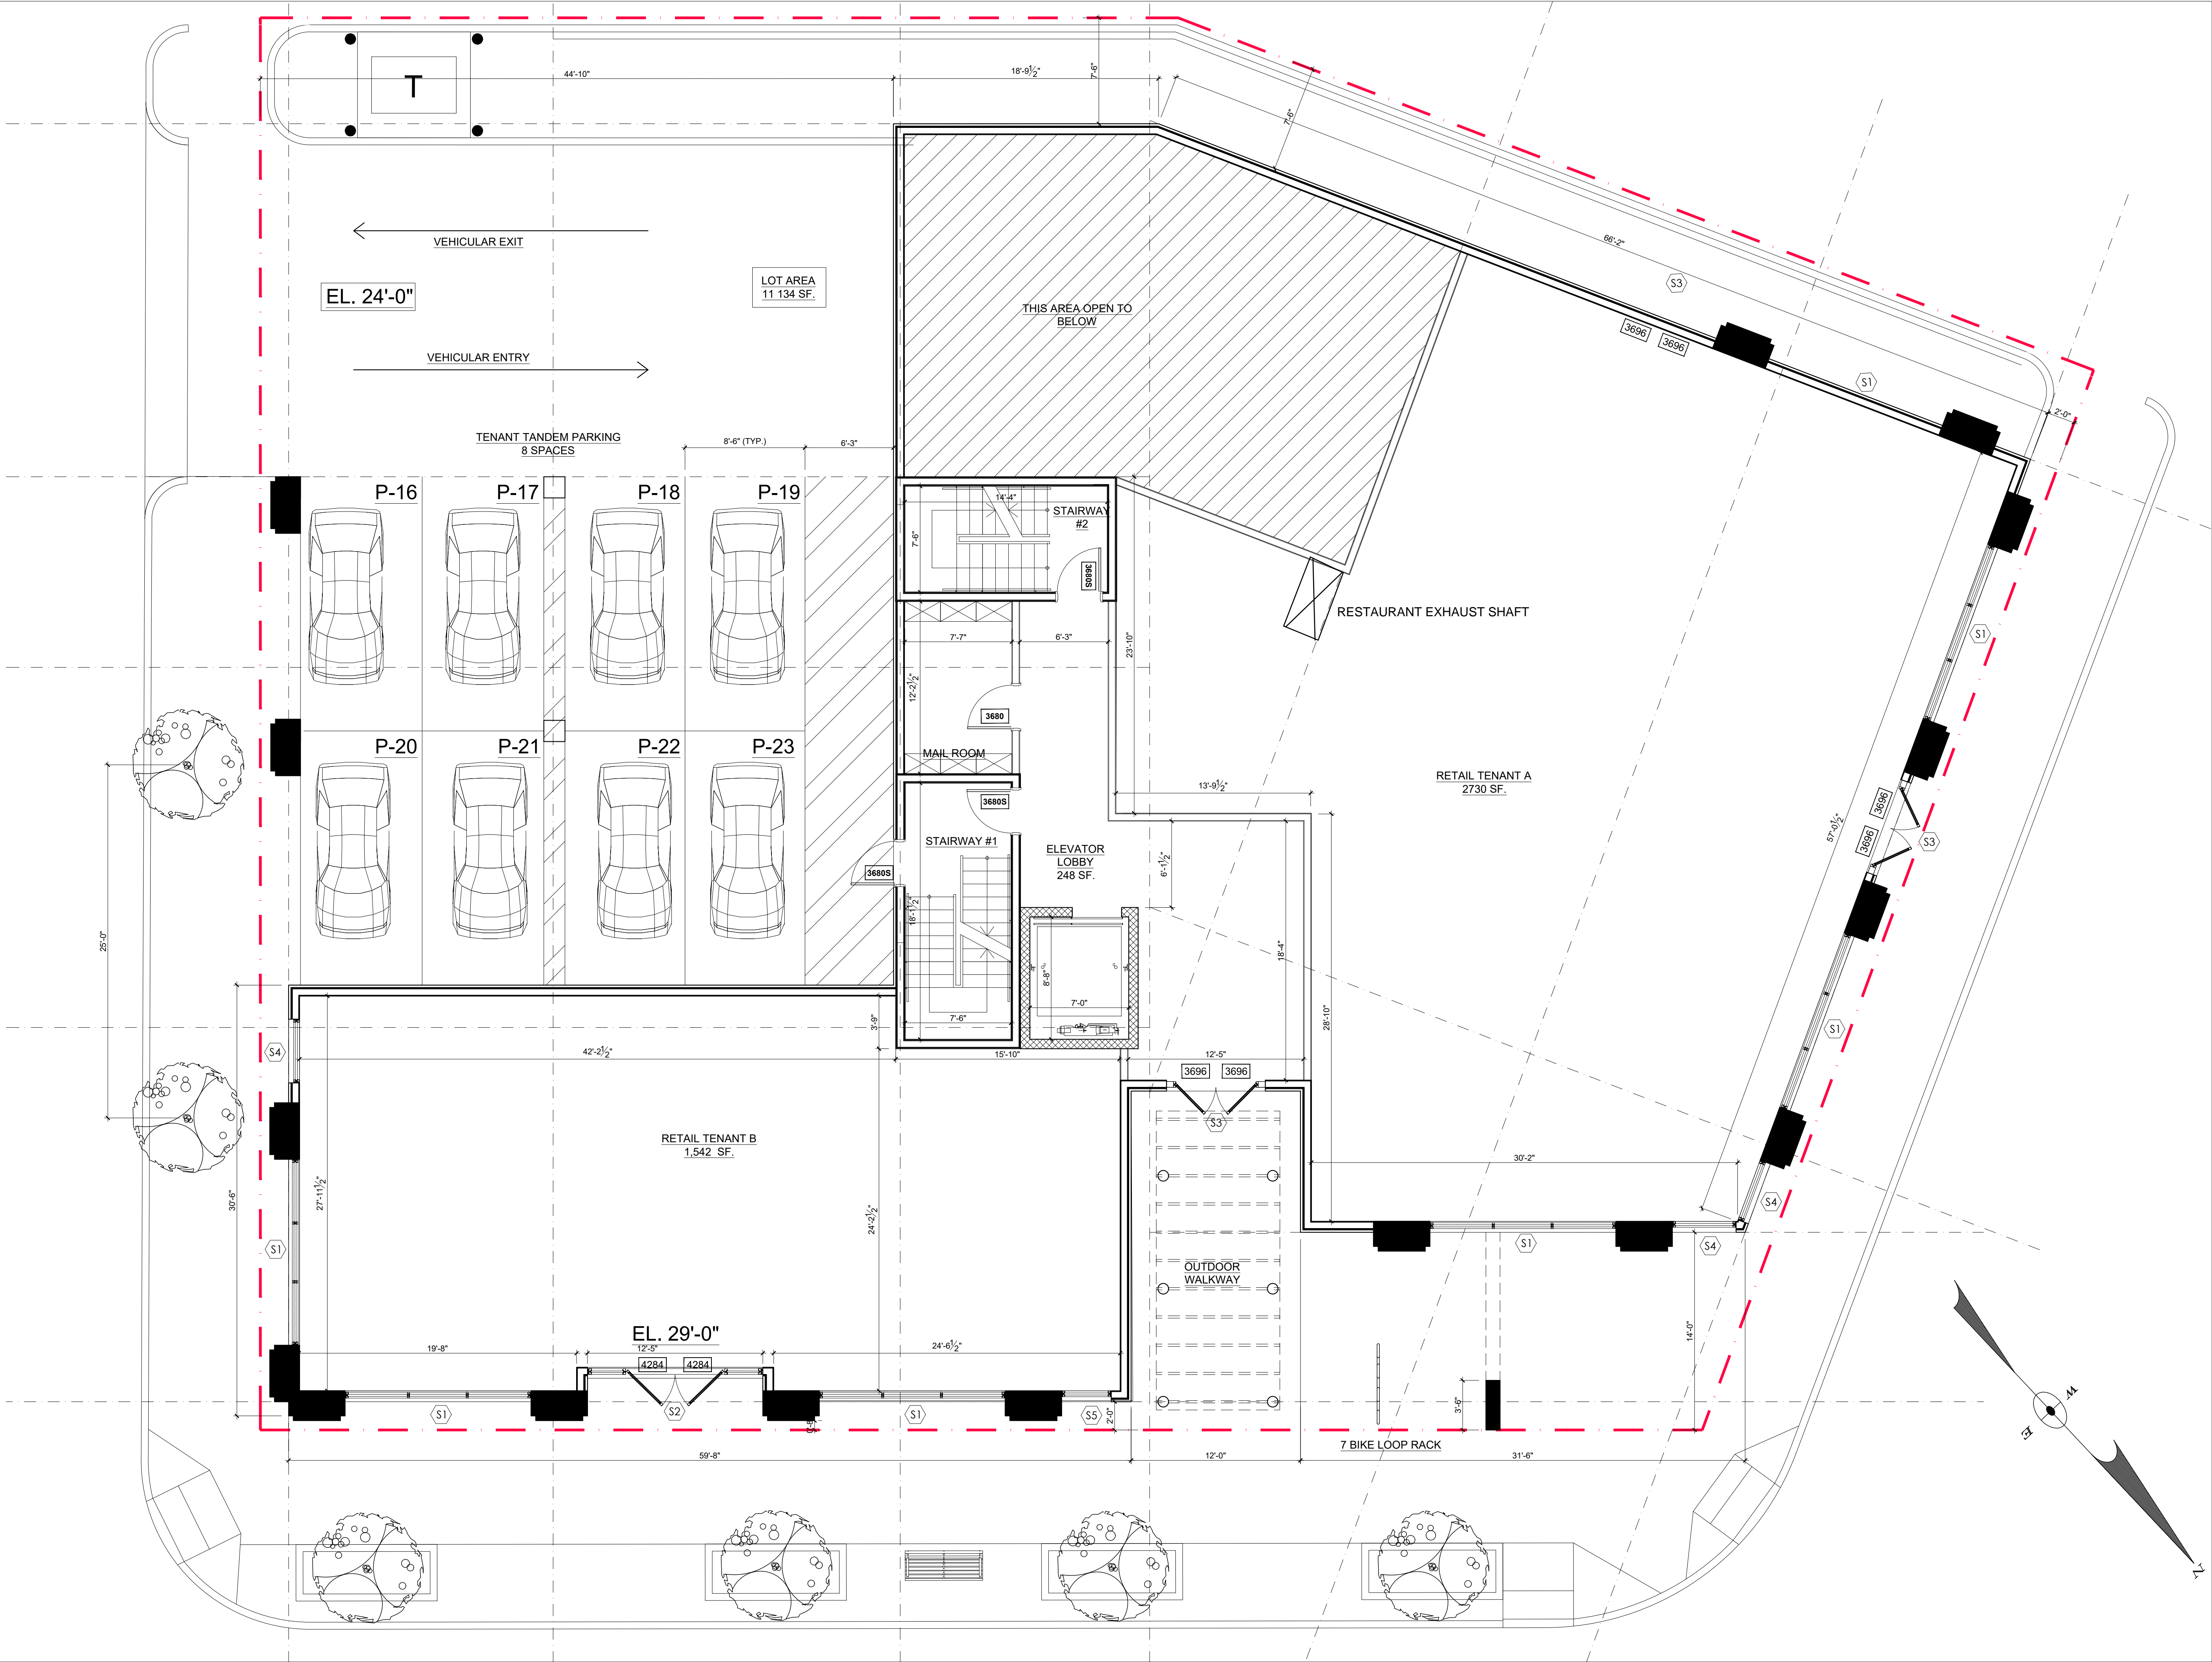 T
44'-10"
18'-9½"
7'-6"
7'-6"
66'-2"
S3
VEHICULAR EXIT
EL. 24'-0"
LOT AREA
11 134 SF.
THIS AREA OPEN TO
BELOW
3696
3696
VEHICULAR ENTRY
S1
2'-0"
TENANT TANDEM PARKING
8 SPACES
8'-6" (TYP.)
6'-3"
P-16
P-17
P-18
P-19
14'-4"
STAIRWAY
#2
7'-6"
3680S
RESTAURANT EXHAUST SHAFT
S1
7'-7"
6'-3"
23'-10"
12'-2½"
3680
MAIL ROOM
P-20
P-21
P-22
P-23
RETAIL TENANT A
2730 SF.
13'-9½"
3680S
3696
3696
S3
57'-0½"
STAIRWAY #1
ELEVATOR
LOBBY
248 SF.
6'-1½"
3680S
18'-1½"
25'-0"
18'-4"
8'-8"
7'-0"
7'-6"
3'-9"
28'-10"
S1
S4
42'-2½"
15'-10"
12'-5"
3696
3696
S3
RETAIL TENANT B
1,542 SF.
30'-2"
30'-6"
27'-11½"
24'-2½"
S4
S1
OUTDOOR
WALKWAY
S1
S4
EL. 29'-0"
14'-0"
19'-8"
12'-5"
24'-6½"
4284
4284
S1
S2
S1
S5
0'-8"
2'-0"
3'-6"
7 BIKE LOOP RACK
59'-8"
12'-0"
31'-6"
W
E
N